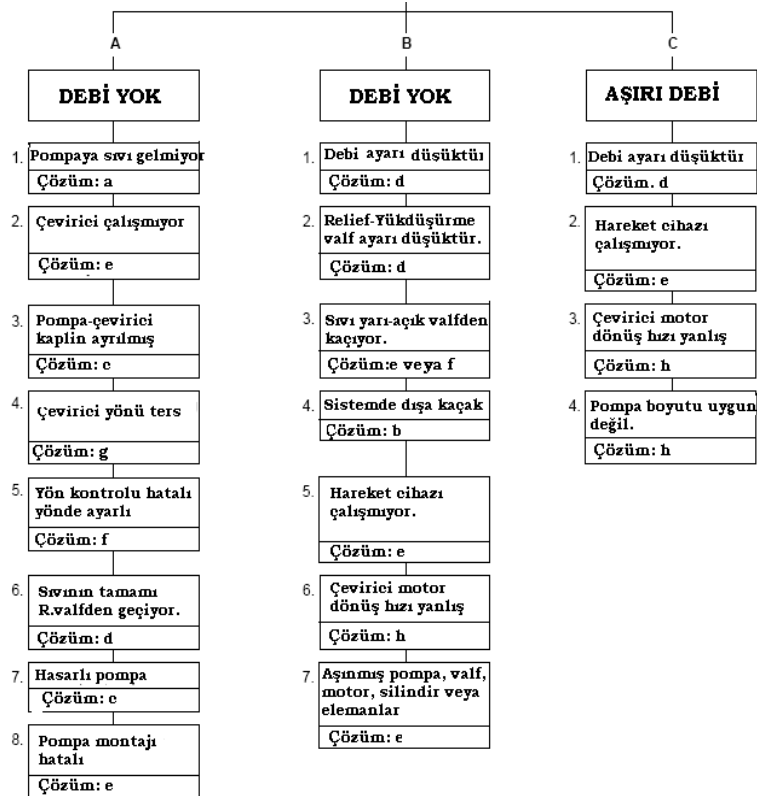 A
DEBİ YOK
1. Pompaya sıvı gelmiyor
Çözüm: a
2. Çevirici çalışmıyor
Çözüm: e
3. Pompa-çevirici
kaplin ayrılmış
Çözüm: c
4. Çevirici yönü ters
Çözüm: g
5. Yön kontrolu hatalı
yönde ayarlı
Çözüm: f
6. Sıvının tamamı
R.valfden geçiyor.
Çözüm: d
7. Hasarlı pompa
Çözüm: c
8. Pompa montajı
hatalı
Çözüm: e
B
DEBİ YOK
1. Debi ayarı düşüktür
Çözüm: d
2. Relief-Yükdüşürme
valf ayarı düşüktür.
Çözüm: d
3. Sıvı yarı-açık valfden
kaçıyor.
Çözüm:e veya f
4. Sistemde dışa kaçak
Çözüm: b
5. Hareket cihazı
çalışmıyor.
Çözüm: e
6. Çevirici motor
dönüş hızı yanlış
Çözüm: h
7. Aşınmış pompa, valf,
motor, silindir veya
elemanlar
Çözüm: e
C
AŞIRI DEBİ
1. Debi ayarı düşüktür
Çözüm. d
2. Hareket cihazı
çalışmıyor.
Çözüm: e
3. Çevirici motor
dönüş hızı yanlış
Çözüm: h
4. Pompa boyutu uygun
değil.
Çözüm: h